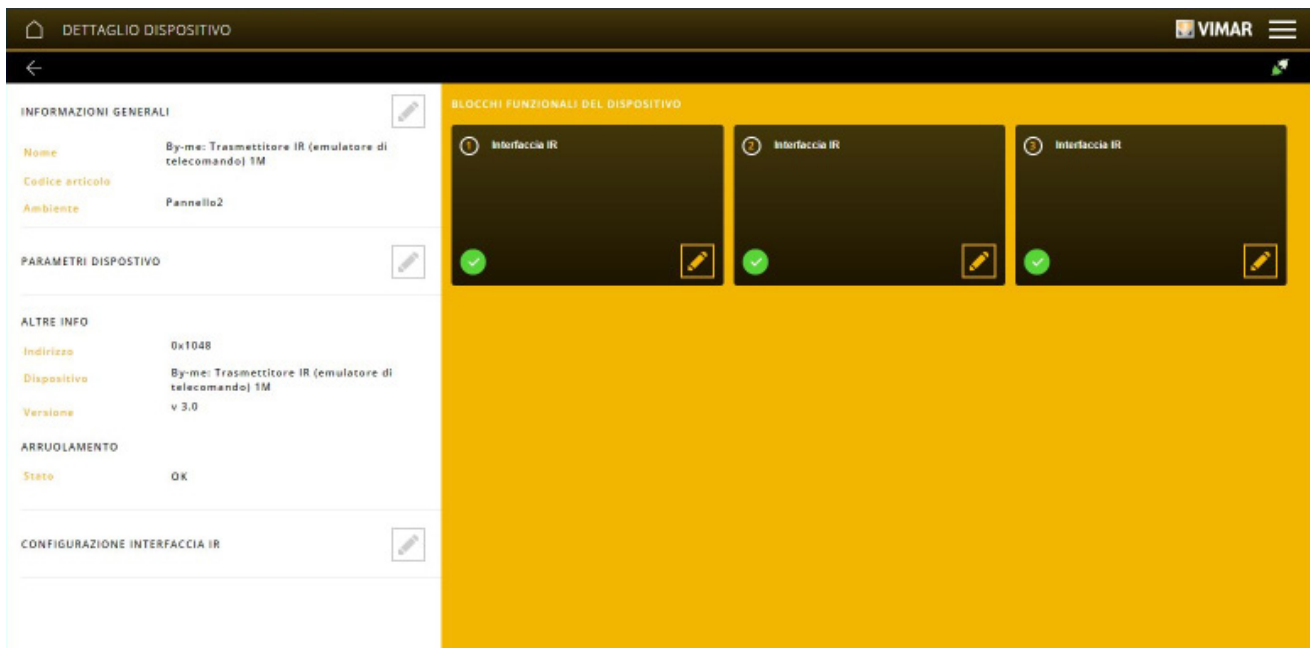 DETTAGLIO DISPOSITIVO
VIMAR
INFORMAZIONI GENERALI
Nome By-me: Trasmettitore IR (emulatore di
telecomando) 1M
Codice articolo
Ambiente Pannello2
PARAMETRI DISPOSTIVO
ALTRE INFO
Indirizzo 0x1048
Dispositivo By-me: Trasmettitore IR (emulatore di
telecomando) 1M
Versione v 3.0
ARRUOLAMENTO
Stato OK
CONFIGURAZIONE INTERFACCIA IR
BLOCCHI FUNZIONALI DEL DISPOSITIVO
1 Interfaccia IR
2 Interfaccia IR
3 Interfaccia IR